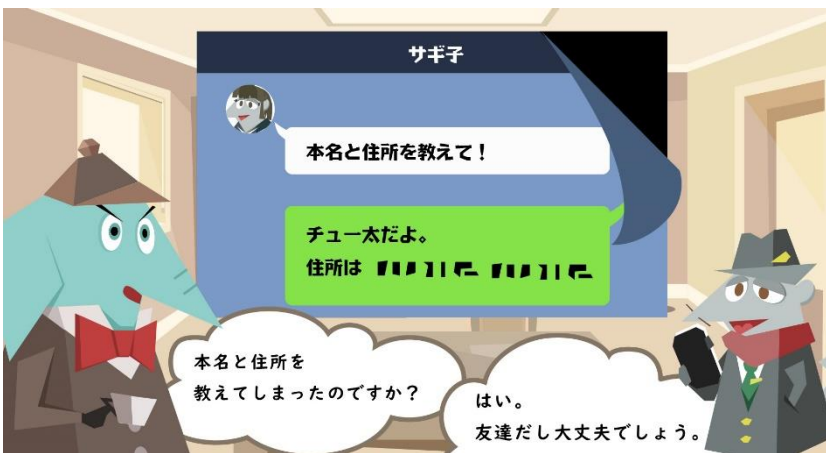 サギ子
本名と住所を教えて！
チュー太だよ。
住所は
本名と住所を
教えてしまったのですか？
はい。
友達だし大丈夫でしょう。